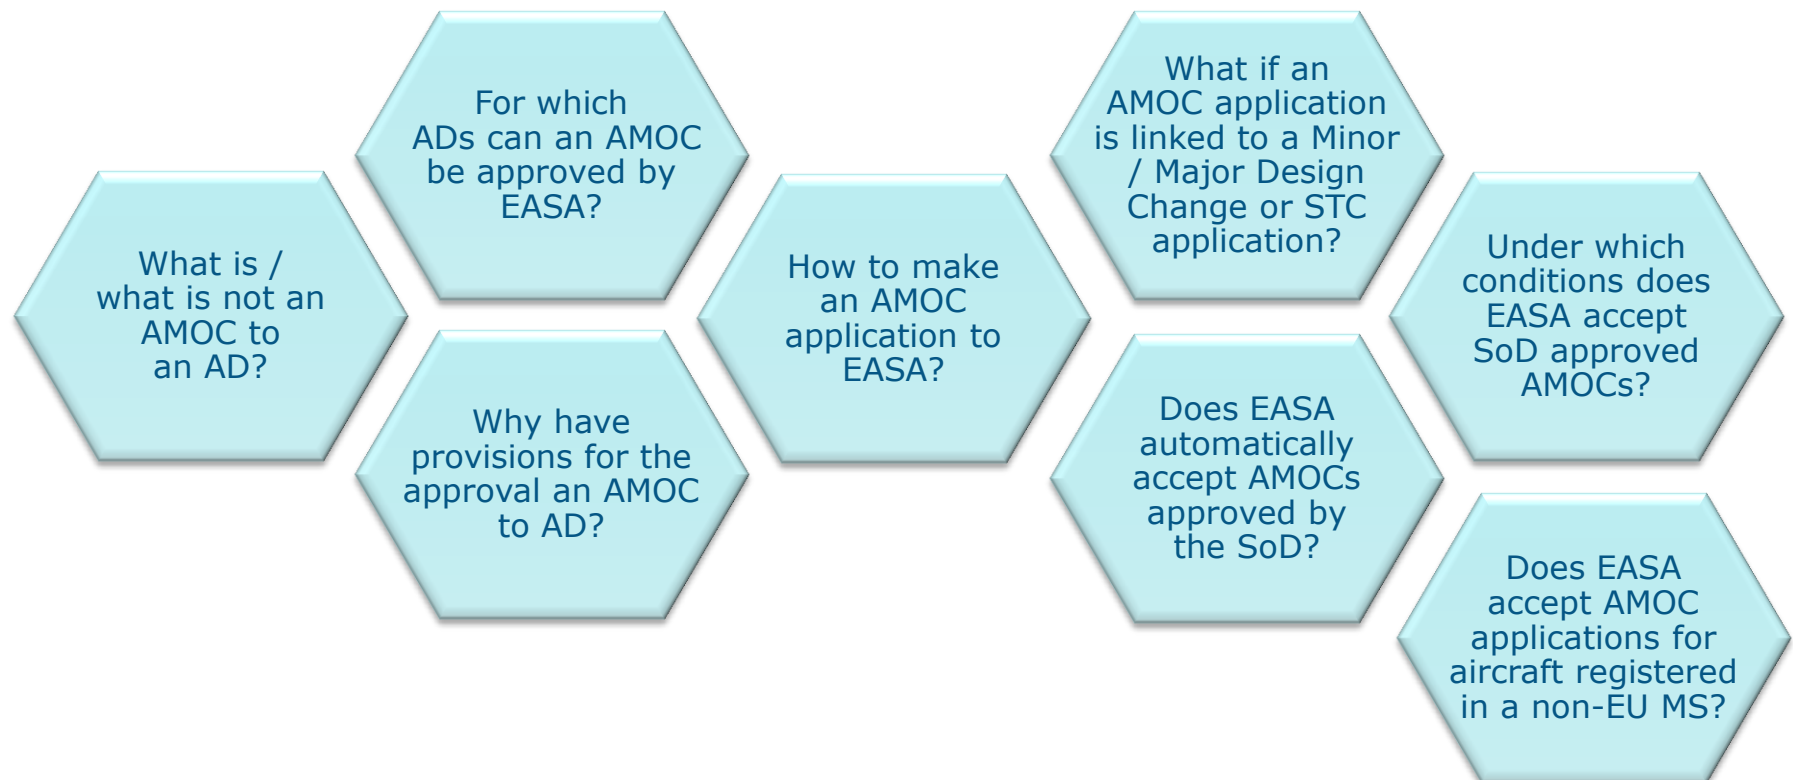 What is /
what is not an
AMOC to
an AD?
For which
ADs can an AMOC
be approved by
EASA?
Why have
provisions for the
approval an AMOC
to AD?
How to make
an AMOC
application to
EASA?
What if an
AMOC application
is linked to a Minor
/ Major Design
Change or STC
application?
Does EASA
automatically
accept AMOCs
approved by
the SoD?
Under which
conditions does
EASA accept
SoD approved
AMOCs?
Does EASA
accept AMOC
applications for
aircraft registered
in a non-EU MS?